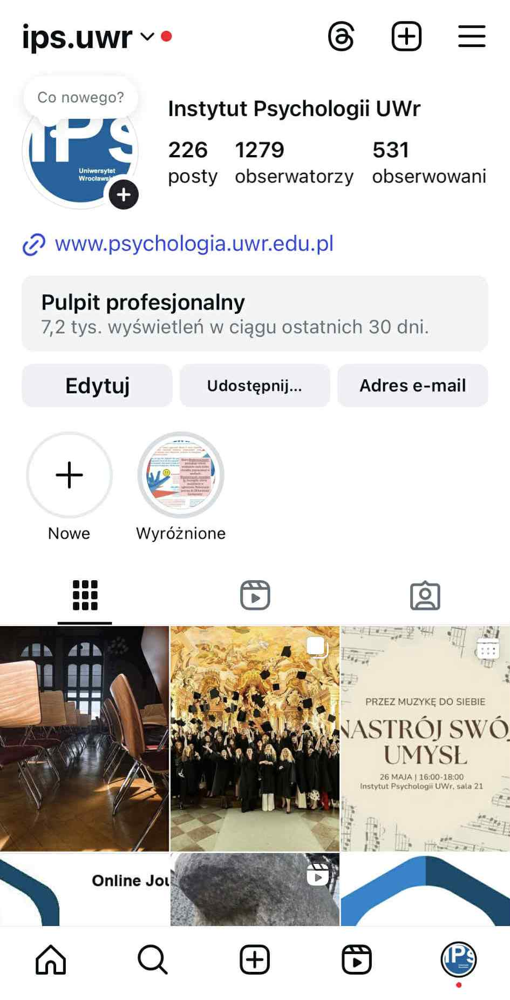 ips.uwr
Co nowego?
IPS
Uniwersytet
Instytut Psychologii UWr
226 1279 531
posty obserwatorzy obserwowani
www.psychologia.uwr.edu.pl
Pulpit profesjonalny
7,2 tys. wyświetleń w ciągu ostatnich 30 dni.
Edytuj Udostępnij... Adres e-mail
Nowe Wyróżnione
PRZEZ MUZYKĘ DO SIEBIE
NASTRÓJ SWÓJ
UMYSŁ
26 MAJA | 16:00-18:00
Instytut Psychologii UWr, sala 21
Online Jou
IPS